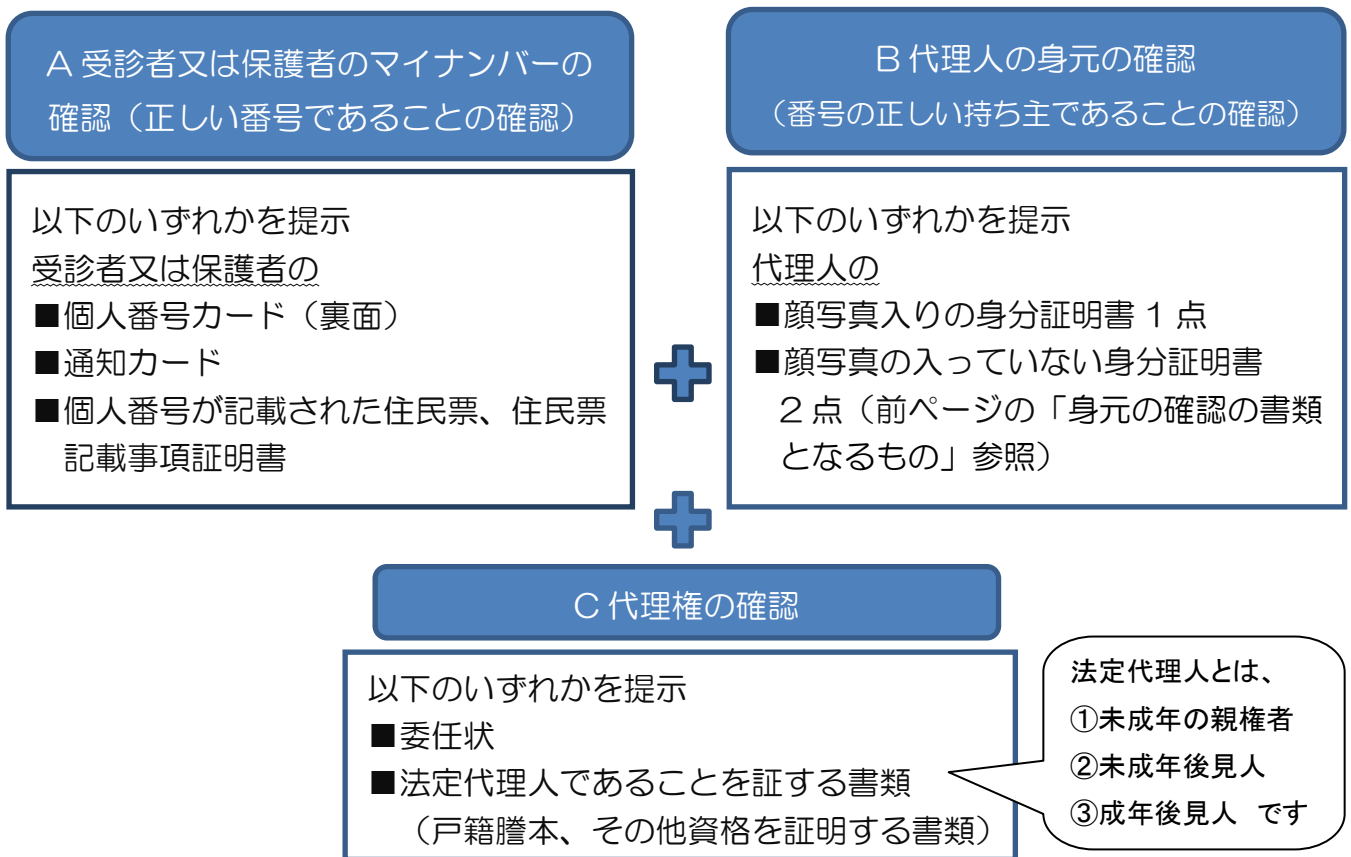 A 受診者又は保護者のマイナンバーの
確認（正しい番号であることの確認）
以下のいずれかを提示
受診者又は保護者の
■個人番号カード（裏面）
■通知カード
■個人番号が記載された住民票、住民票
記載事項証明書
B 代理人の身元の確認
（番号の正しい持ち主であることの確認）
以下のいずれかを提示
代理人の
■顔写真入りの身分証明書 1 点
■顔写真の入っていない身分証明書
2 点（前ページの「身元の確認の書類
となるもの」参照）
C 代理権の確認
以下のいずれかを提示
■委任状
■法定代理人であることを証する書類
（戸籍謄本、その他資格を証明する書類）
法定代理人とは、
①未成年の親権者
②未成年後見人
③成年後見人 です